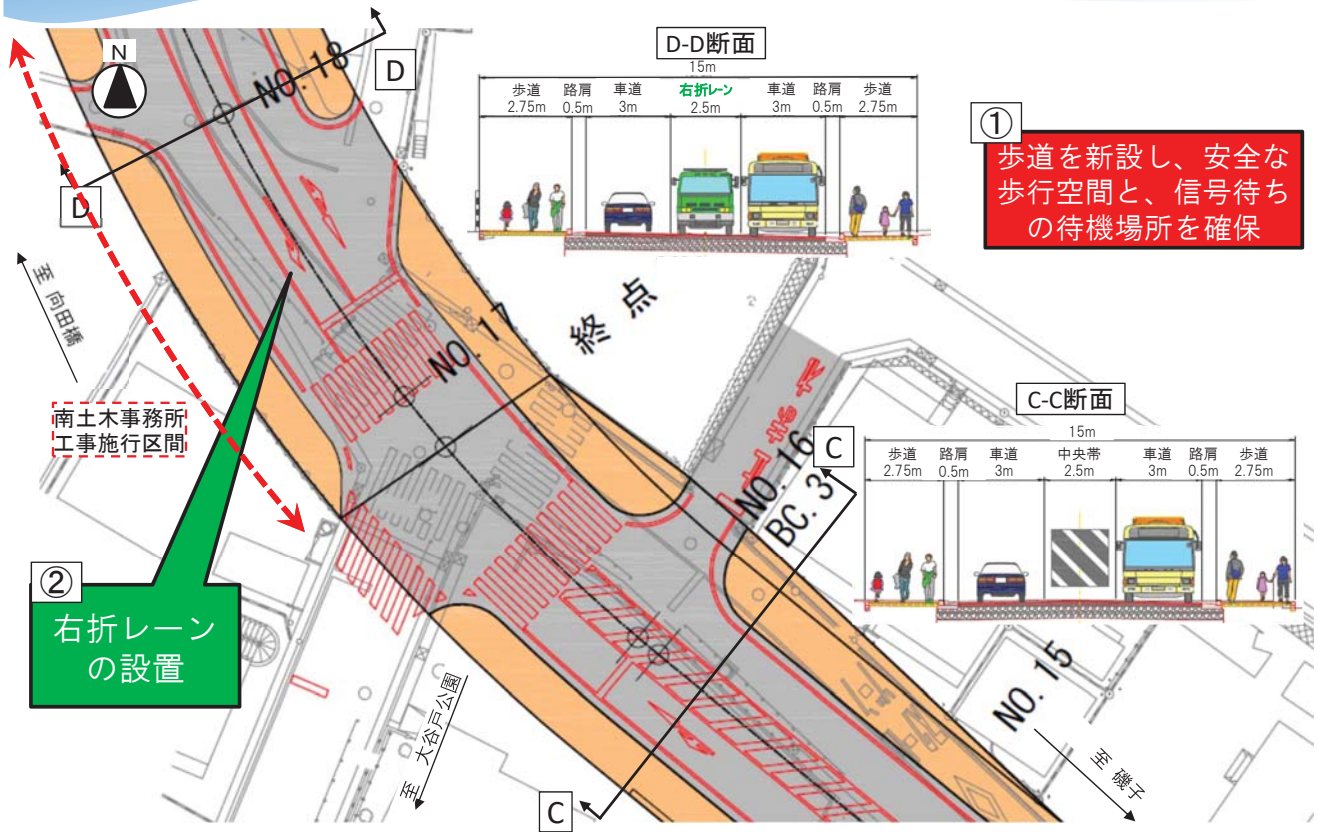 N
NO. 18
D
D
D-D断面
15m
歩道
2.75m
路肩
0.5m
車道
3m
右折レーン
2.5m
車道
3m
路肩
0.5m
歩道
2.75m
①
歩道を新設し、安全な
歩行空間と、信号待ち
の待機場所を確保
至 向田橋
南土木事務所
工事施行区間
NO. 17
終点
止まれ
NO. 16
BC. 3
C
C-C断面
15m
歩道
2.75m
路肩
0.5m
車道
3m
中央帯
2.5m
車道
3m
路肩
0.5m
歩道
2.75m
②
右折レーン
の設置
至 大谷戸公園
NO. 15
至 磯子
C